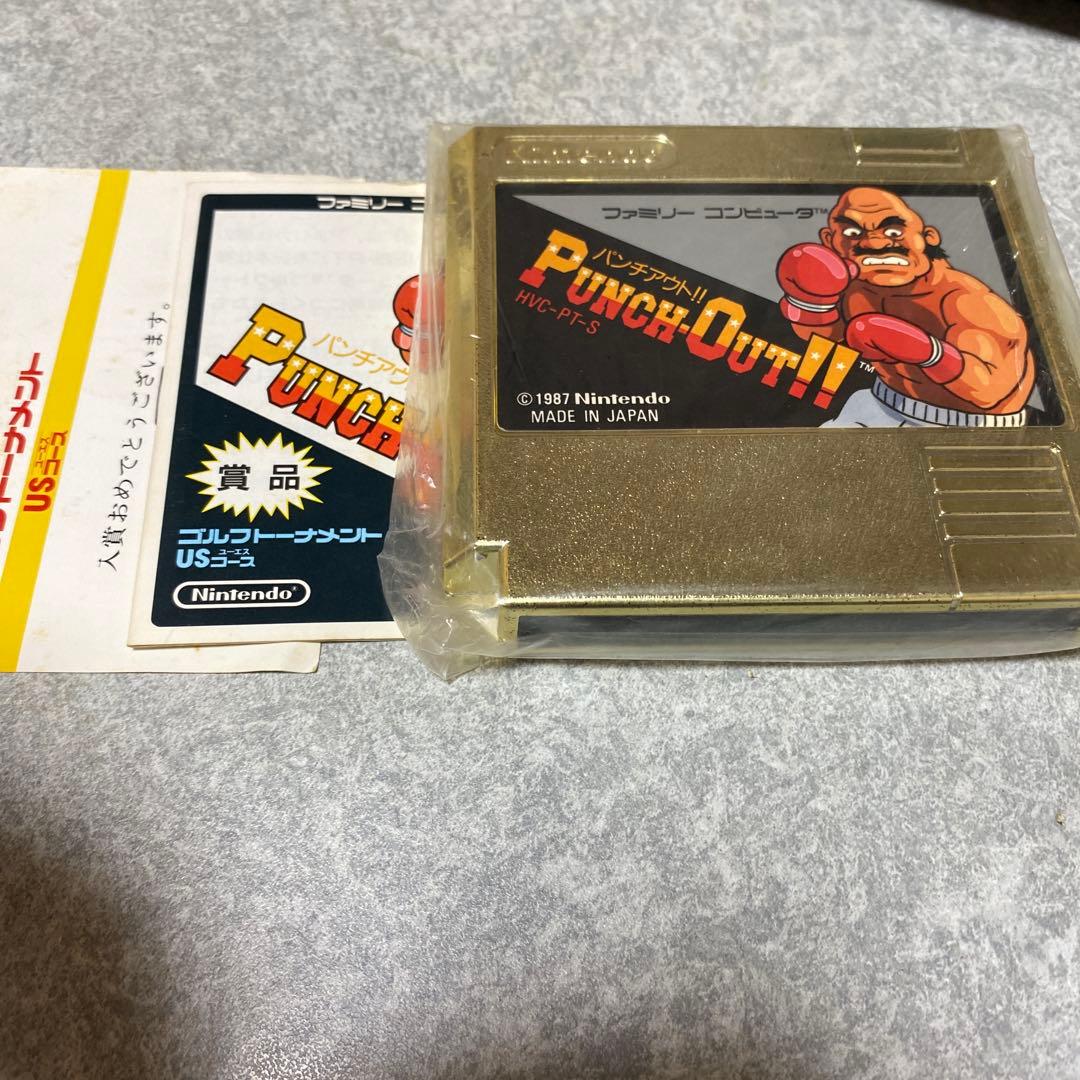 トーナメント
USコース
ユーエス
入賞おめでとうございます。
ファミリー コ
パンチアウ
PUNCH
賞品
ゴルフトーナメント
USコース
ユーエス
Nintendo®
Nintendo
ファミリー コンピュータ™
パンチアウト!!
PUNCH-OUT!!™
HVC-PT-S
©1987 Nintendo
MADE IN JAPAN